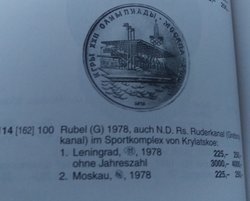 ИГРЫ XXII ОЛИМПИАДЫ · МОСКВА
1978
114 [162] 100 Rubel (G) 1978, auch N.D. Rs. Ruderkanal (Greb
kanal) im Sportkomplex von Krylatskoe:
1. Leningrad, 1978 225,–
ohne Jahreszahl 3000,–
2. Moskau, 1978 225,–